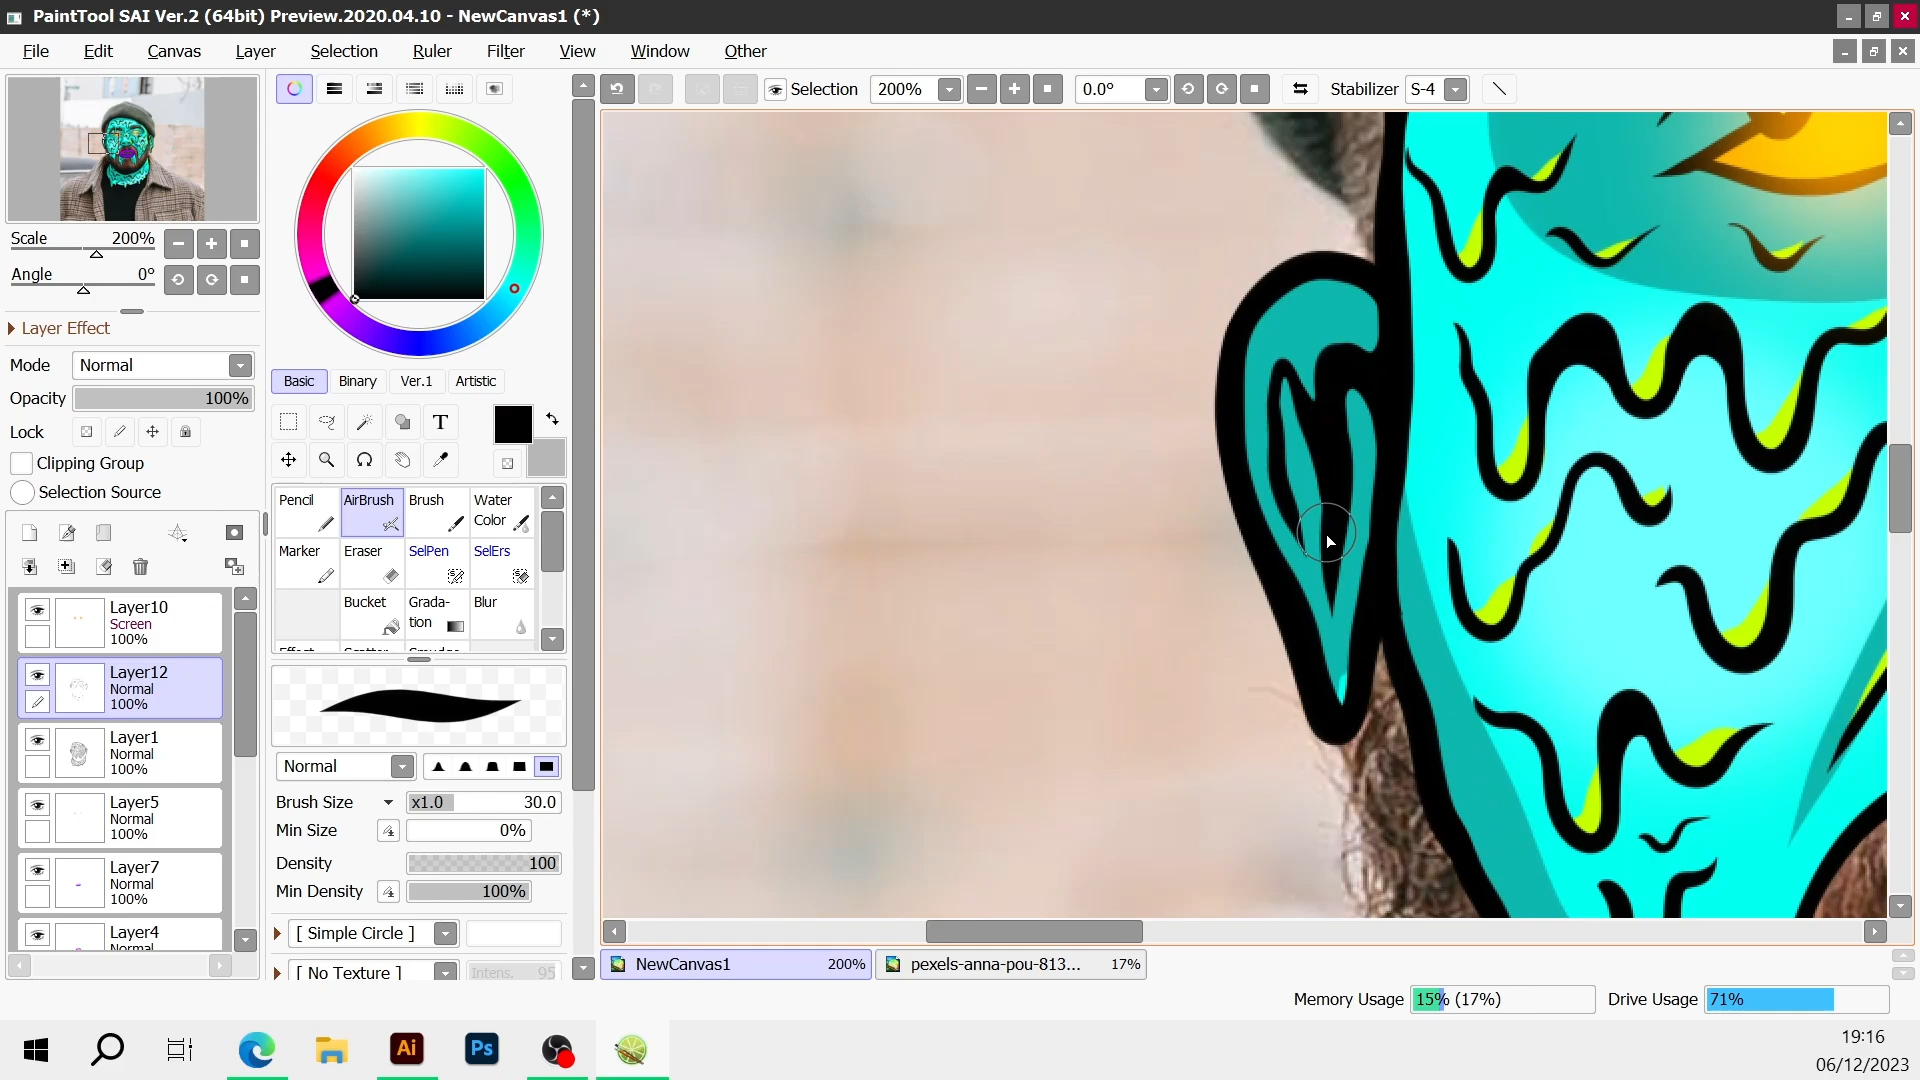 PaintTool SAI Ver.2 (64bit) Preview.2020.04.10 - NewCanvas1 (*)
File Edit Canvas Layer Selection Ruler Filter View Window Other
Selection 200% 0.0° Stabilizer S-4
Scale 200%
Angle 0°
Layer Effect
Mode Normal
Opacity 100%
Lock
Clipping Group
Selection Source
Layer10
Screen
100%
Layer12
Normal
100%
Layer1
Normal
100%
Layer5
Normal
100%
Layer7
Normal
100%
Layer4
Normal
Basic Binary Ver.1 Artistic
T
Pencil AirBrush Brush Water Color
Marker Eraser SelPen SelErs
Bucket Grada-tion Blur
Normal
Brush Size x1.0 30.0
Min Size 0%
Density 100
Min Density 100%
[ Simple Circle ]
[ No Texture ] Intens. 95
NewCanvas1 200% pexels-anna-pou-813... 17%
Memory Usage 15% (17%) Drive Usage 71%
Ai Ps
19:16
06/12/2023